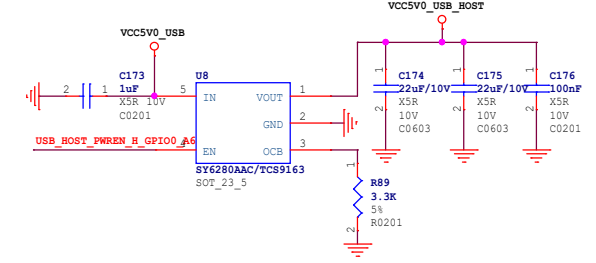 VCC5V0_USB_HOST
VCC5V0_USB
C173
1uF
X5R 10V
C0201
2
1
5
U8
IN
VOUT
1
GND
2
EN
OCB
3
4
USB_HOST_PWREN_H_GPIO0_A6
SY6280AAC/TCS9163
SOT_23_5
1
2
C174
22uF/10V
X5R
10V
C0603
1
2
C175
22uF/10V
X5R
10V
C0603
1
2
C176
100nF
X5R
10V
C0201
1
2
R89
3.3K
5%
R0201